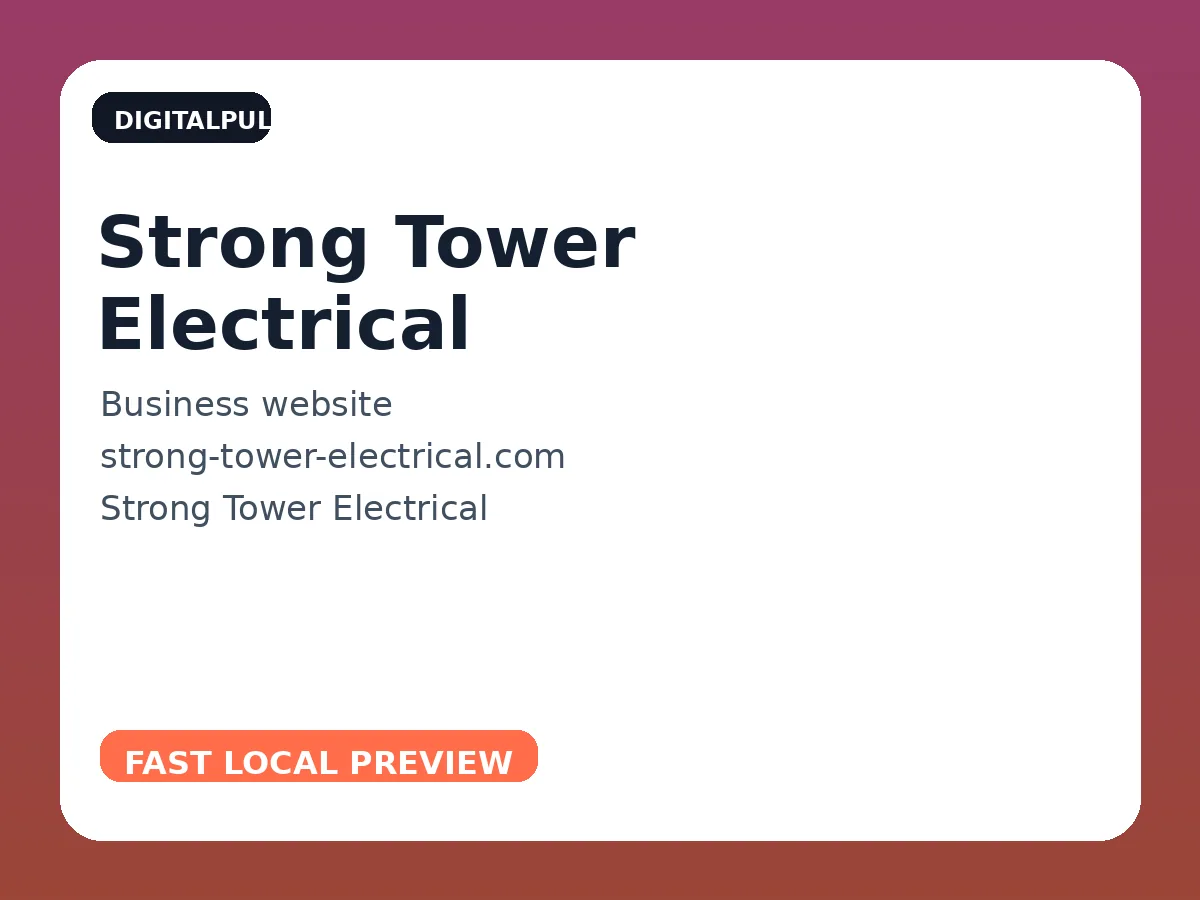 DIGITALPUL
Strong Tower
Electrical
Business website
strong-tower-electrical.com
Strong Tower Electrical
FAST LOCAL PREVIEW